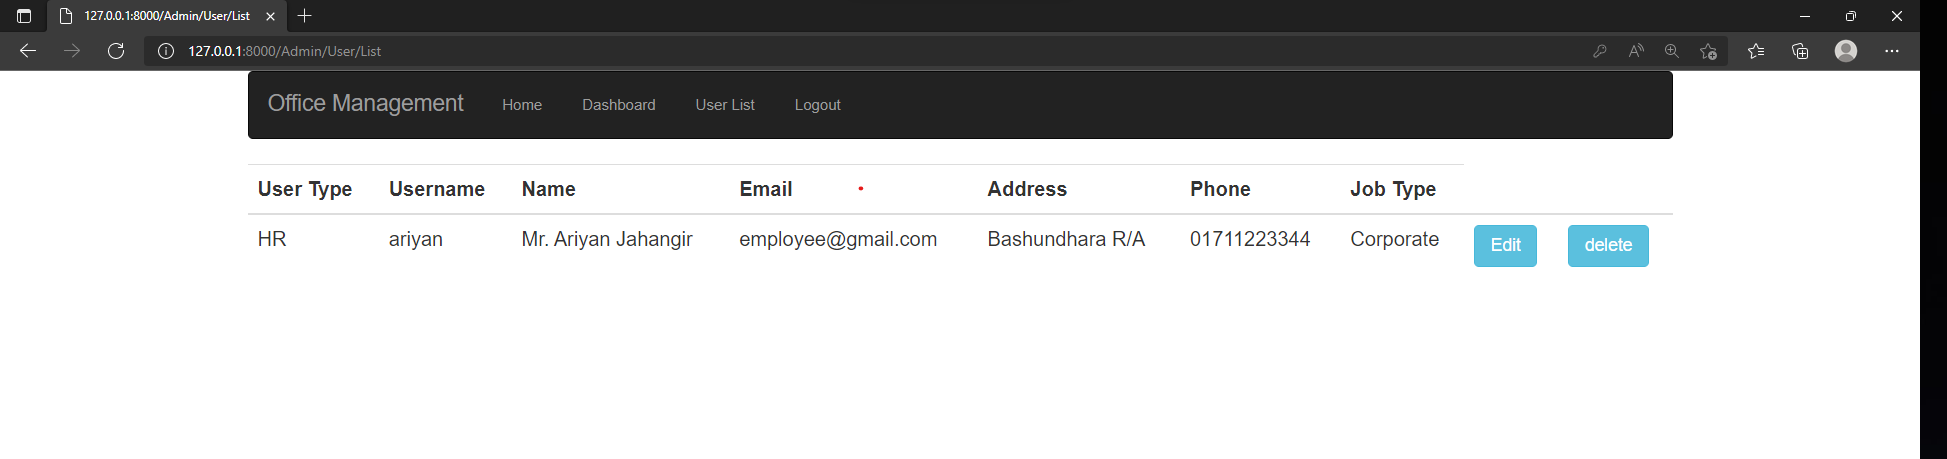 127.0.0.1:8000/Admin/User/List
127.0.0.1:8000/Admin/User/List
Office Management Home Dashboard User List Logout
User Type Username Name Email Address Phone Job Type
HR ariyan Mr. Ariyan Jahangir employee@gmail.com Bashundhara R/A 01711223344 Corporate Edit delete